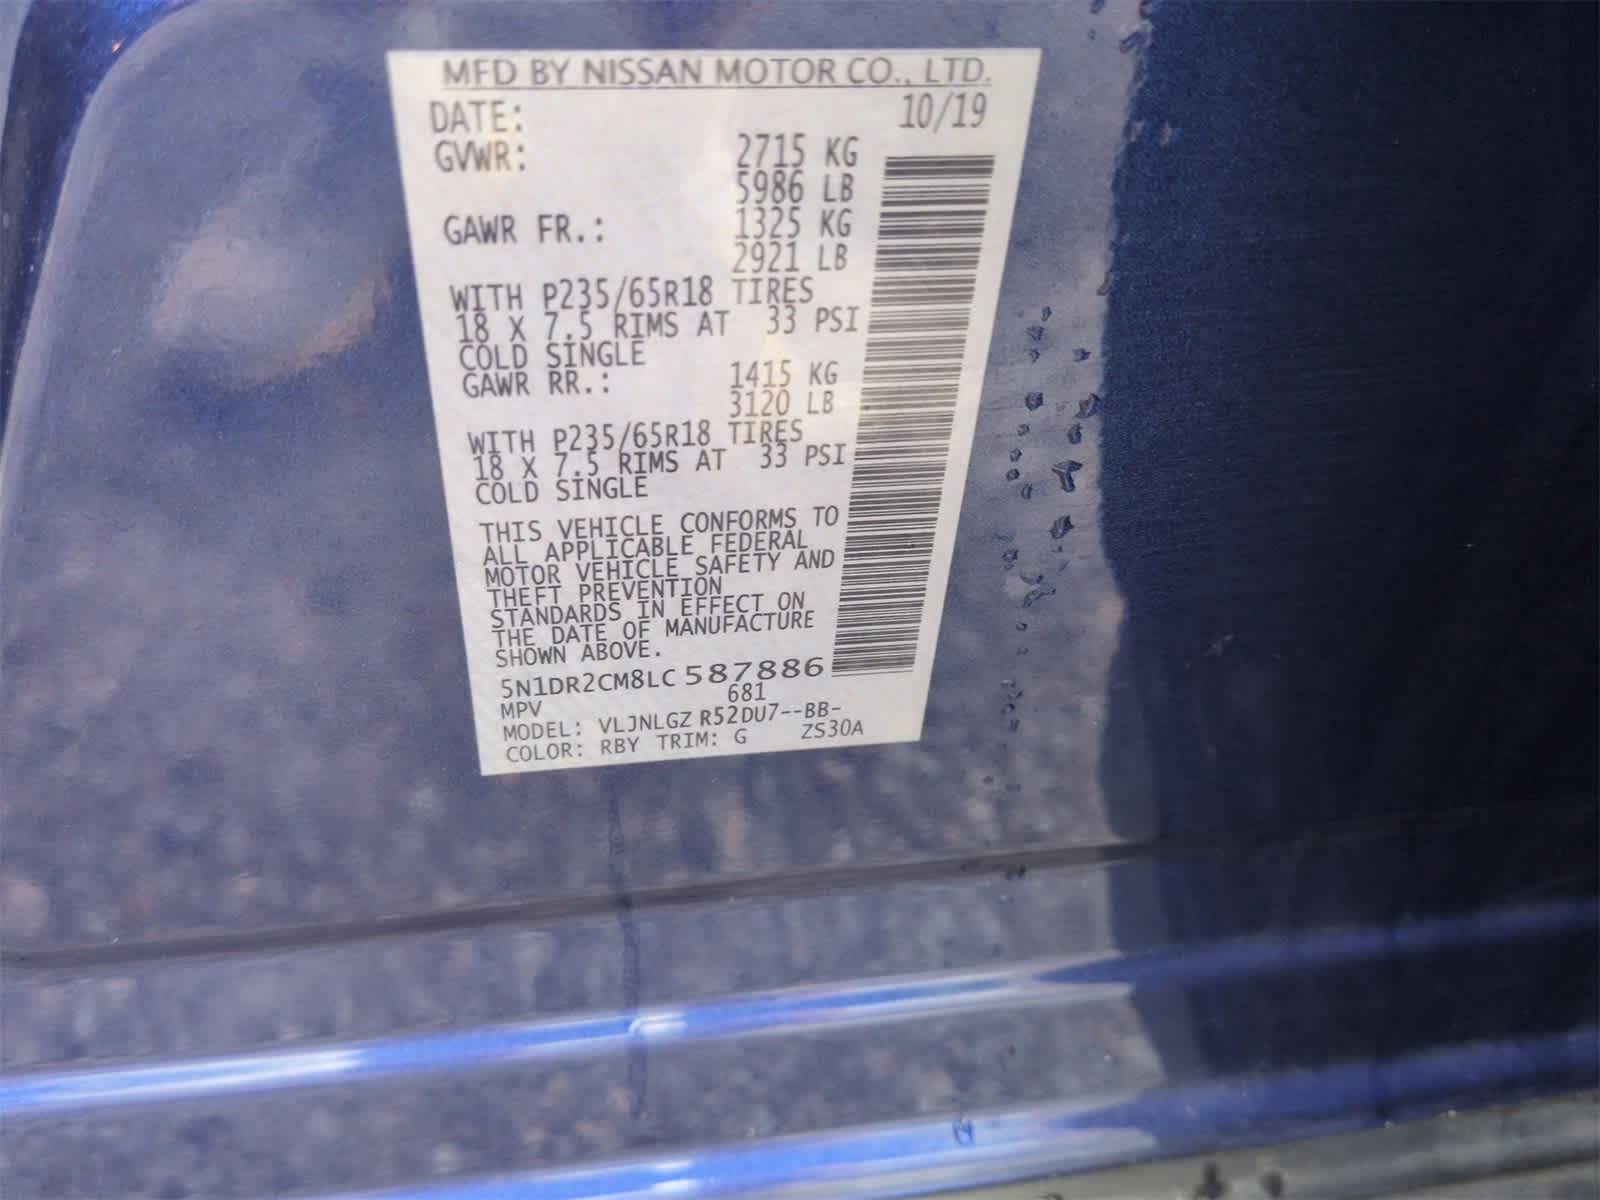 MFD BY NISSAN MOTOR CO., LTD.
DATE: 10/19
GVWR: 2715 KG
5986 LB
GAWR FR.: 1325 KG
2921 LB
WITH P235/65R18 TIRES
18 X 7.5 RIMS AT 33 PSI
COLD SINGLE
GAWR RR.: 1415 KG
3120 LB
WITH P235/65R18 TIRES
18 X 7.5 RIMS AT 33 PSI
COLD SINGLE
THIS VEHICLE CONFORMS TO
ALL APPLICABLE FEDERAL
MOTOR VEHICLE SAFETY AND
THEFT PREVENTION
STANDARDS IN EFFECT ON
THE DATE OF MANUFACTURE
SHOWN ABOVE.
5N1DR2CM8LC587886
MPV 681
MODEL: VLJNLGZ R52DU7--BB-
COLOR: RBY TRIM: G ZS30A